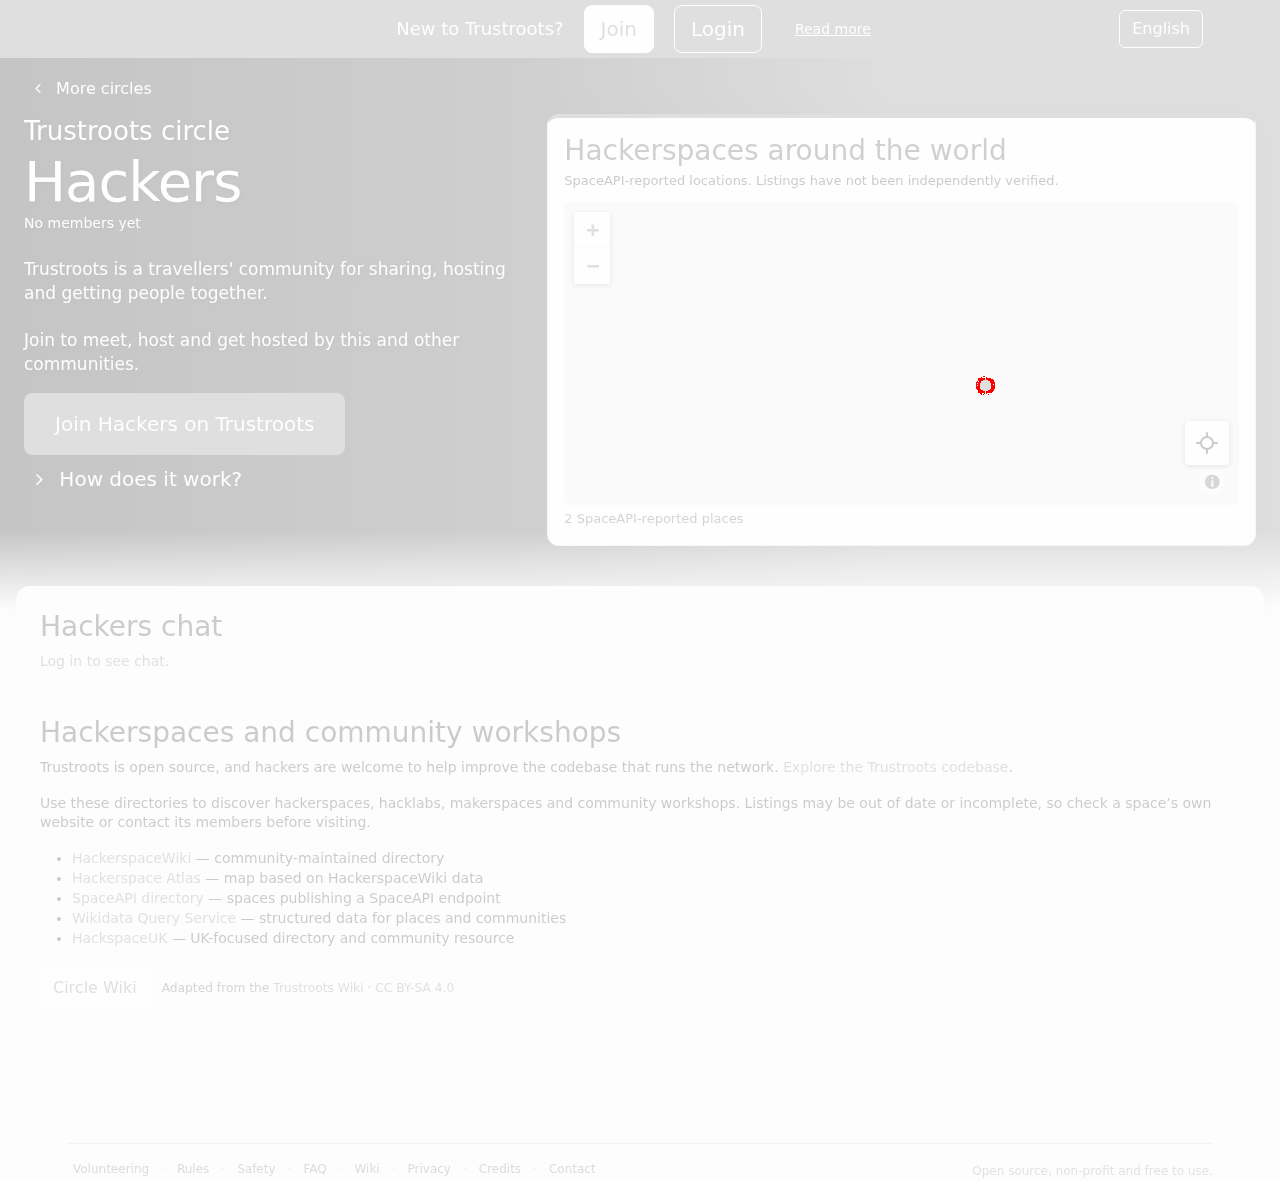 New to Trustroots? Join Login Read more English
More circles
Trustroots circle
Hackers
No members yet
Trustroots is a travellers' community for sharing, hosting
and getting people together.
Join to meet, host and get hosted by this and other
communities.
Join Hackers on Trustroots
How does it work?
Hackerspaces around the world
SpaceAPI-reported locations. Listings have not been independently verified.
+
−
2 SpaceAPI-reported places
Hackers chat
Log in to see chat.
Hackerspaces and community workshops
Trustroots is open source, and hackers are welcome to help improve the codebase that runs the network. Explore the Trustroots codebase.
Use these directories to discover hackerspaces, hacklabs, makerspaces and community workshops. Listings may be out of date or incomplete, so check a space’s own
website or contact its members before visiting.
• HackerspaceWiki — community-maintained directory
• Hackerspace Atlas — map based on HackerspaceWiki data
• SpaceAPI directory — spaces publishing a SpaceAPI endpoint
• Wikidata Query Service — structured data for places and communities
• HackspaceUK — UK-focused directory and community resource
Circle Wiki Adapted from the Trustroots Wiki · CC BY-SA 4.0
Volunteering · Rules · Safety · FAQ · Wiki · Privacy · Credits · Contact
Open source, non-profit and free to use.